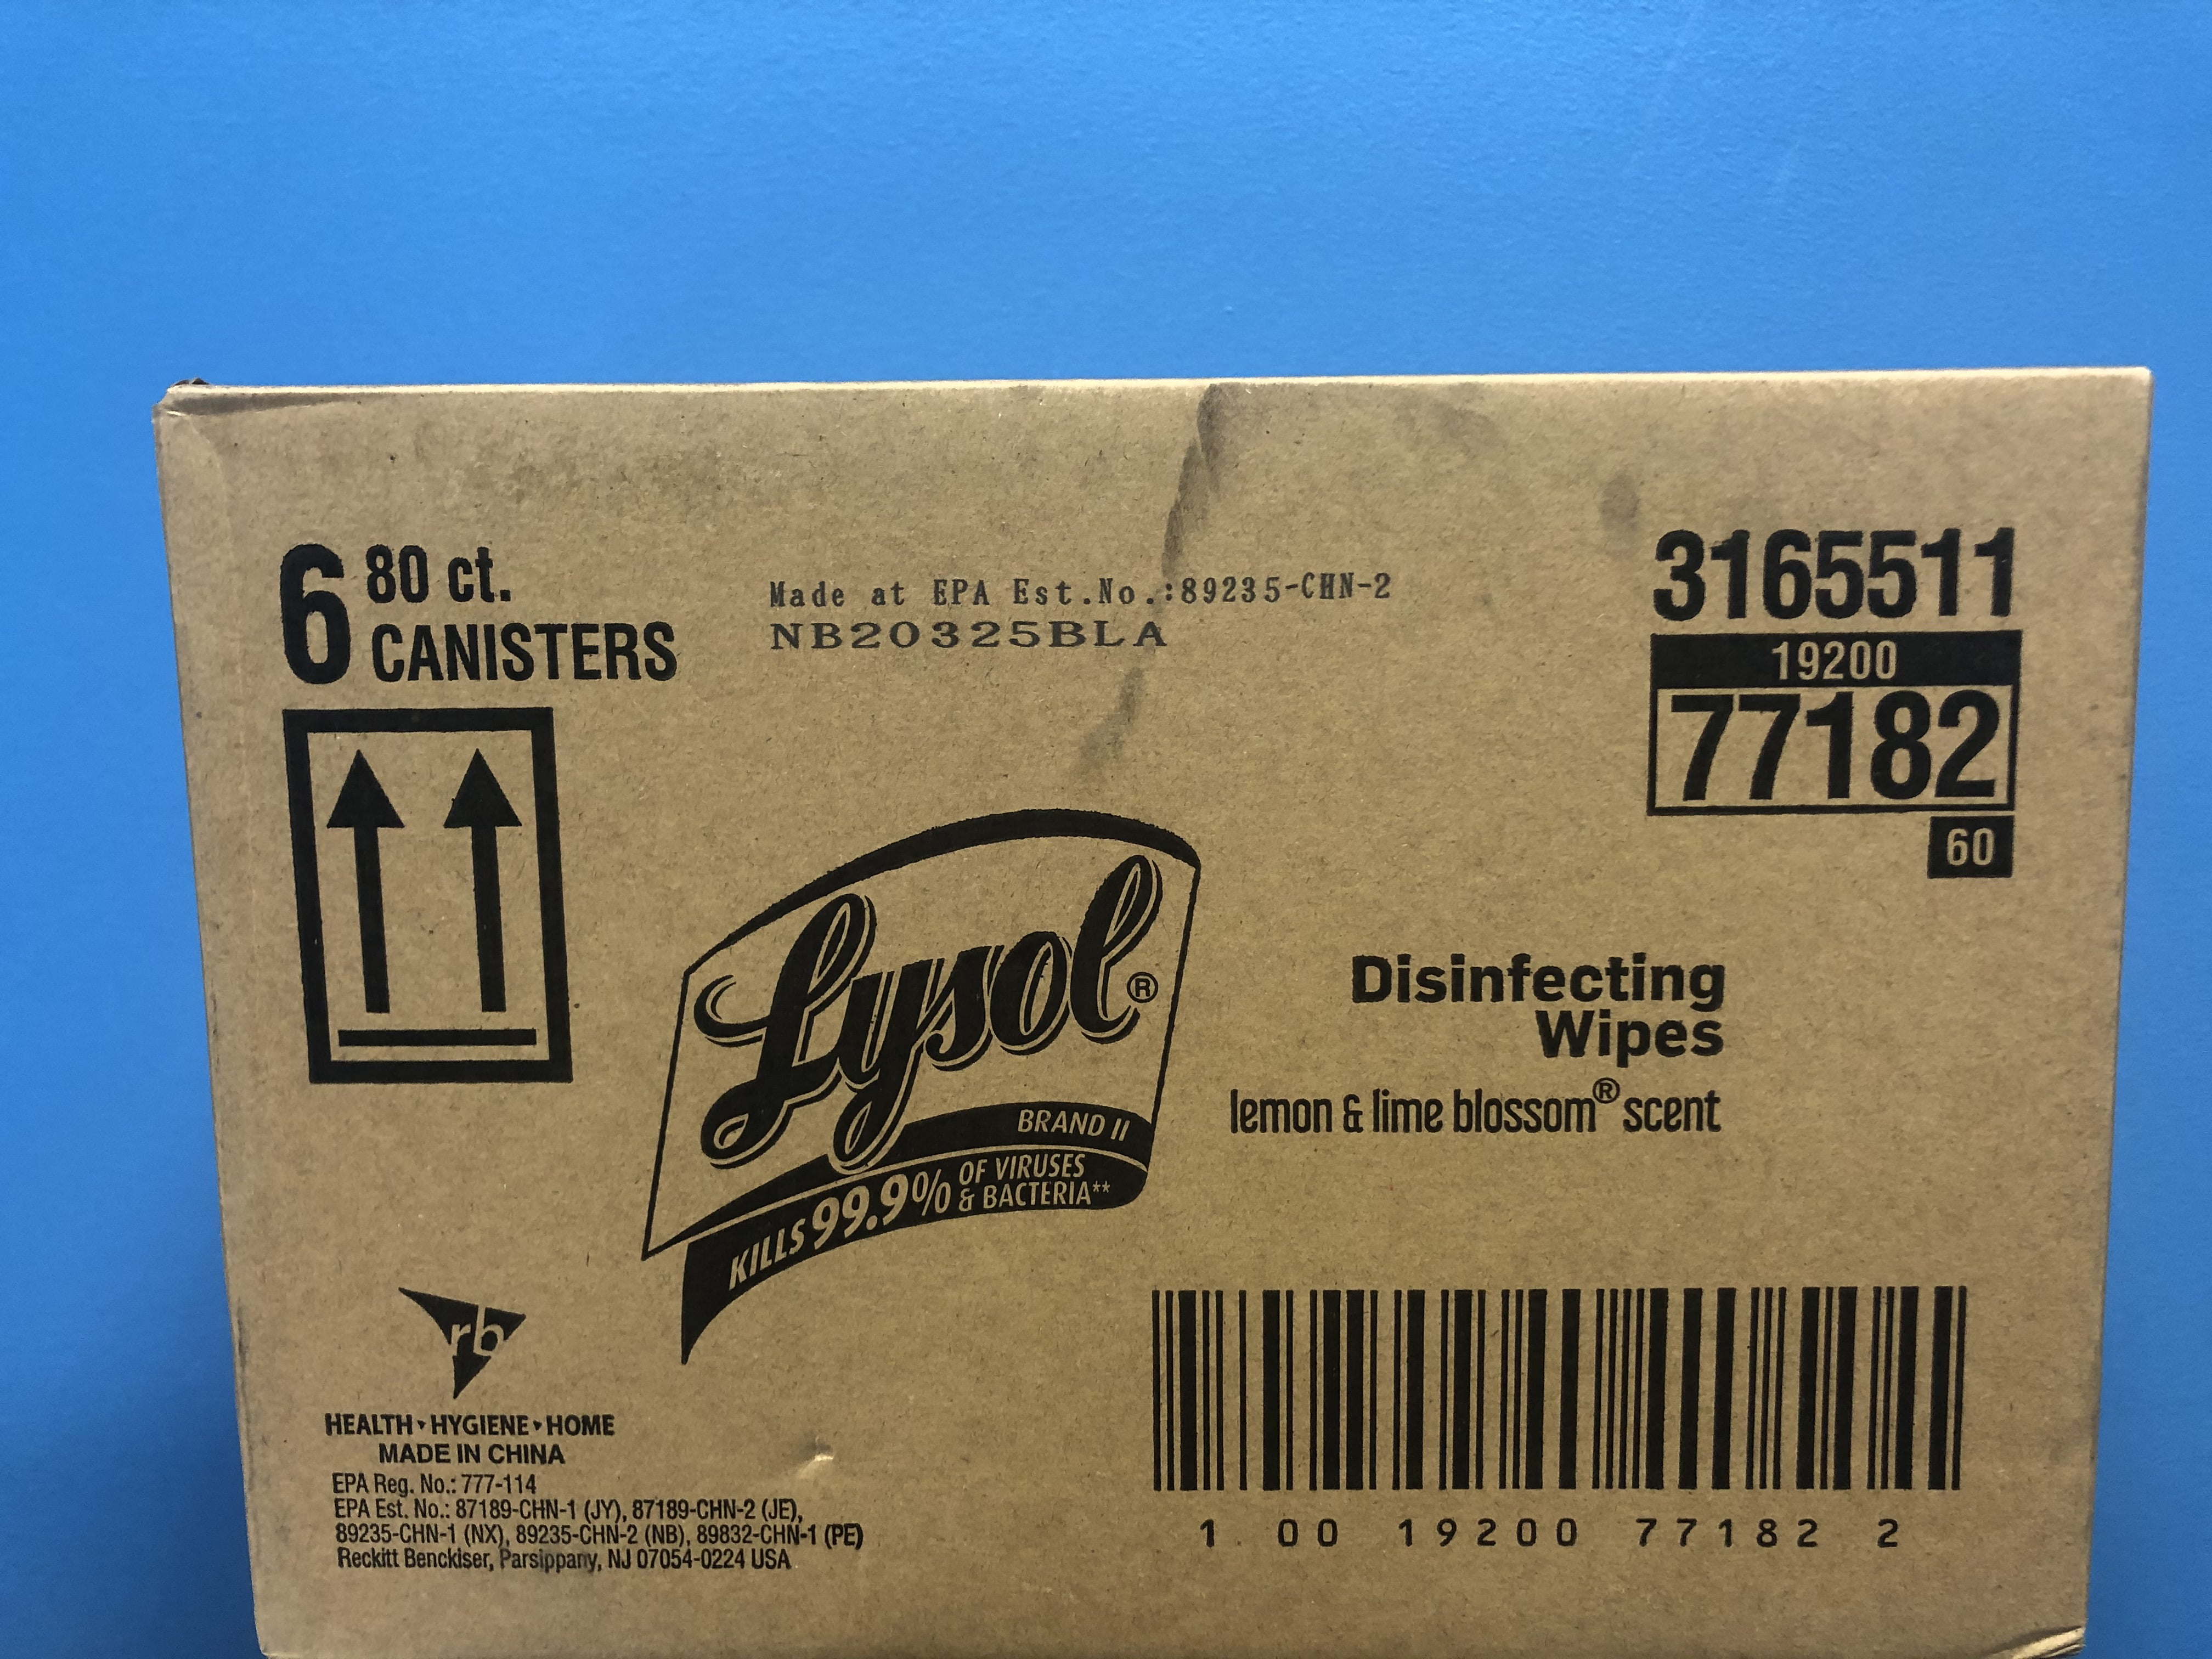 6 80 ct.
CANISTERS
Made at EPA Est.No.:89235-CHN-2
NB20325BLA
3165511
19200
77182
60
Lysol®
BRAND II
KILLS 99.9% OF VIRUSES
& BACTERIA**
Disinfecting
Wipes
lemon & lime blossom® scent
rb
HEALTH▾HYGIENE▾HOME
MADE IN CHINA
EPA Reg. No.: 777-114
EPA Est. No.: 87189-CHN-1 (JY), 87189-CHN-2 (JE),
89235-CHN-1 (NX), 89235-CHN-2 (NB), 89832-CHN-1 (PE)
Reckitt Benckiser, Parsippany, NJ 07054-0224 USA
1 00 19200 77182 2